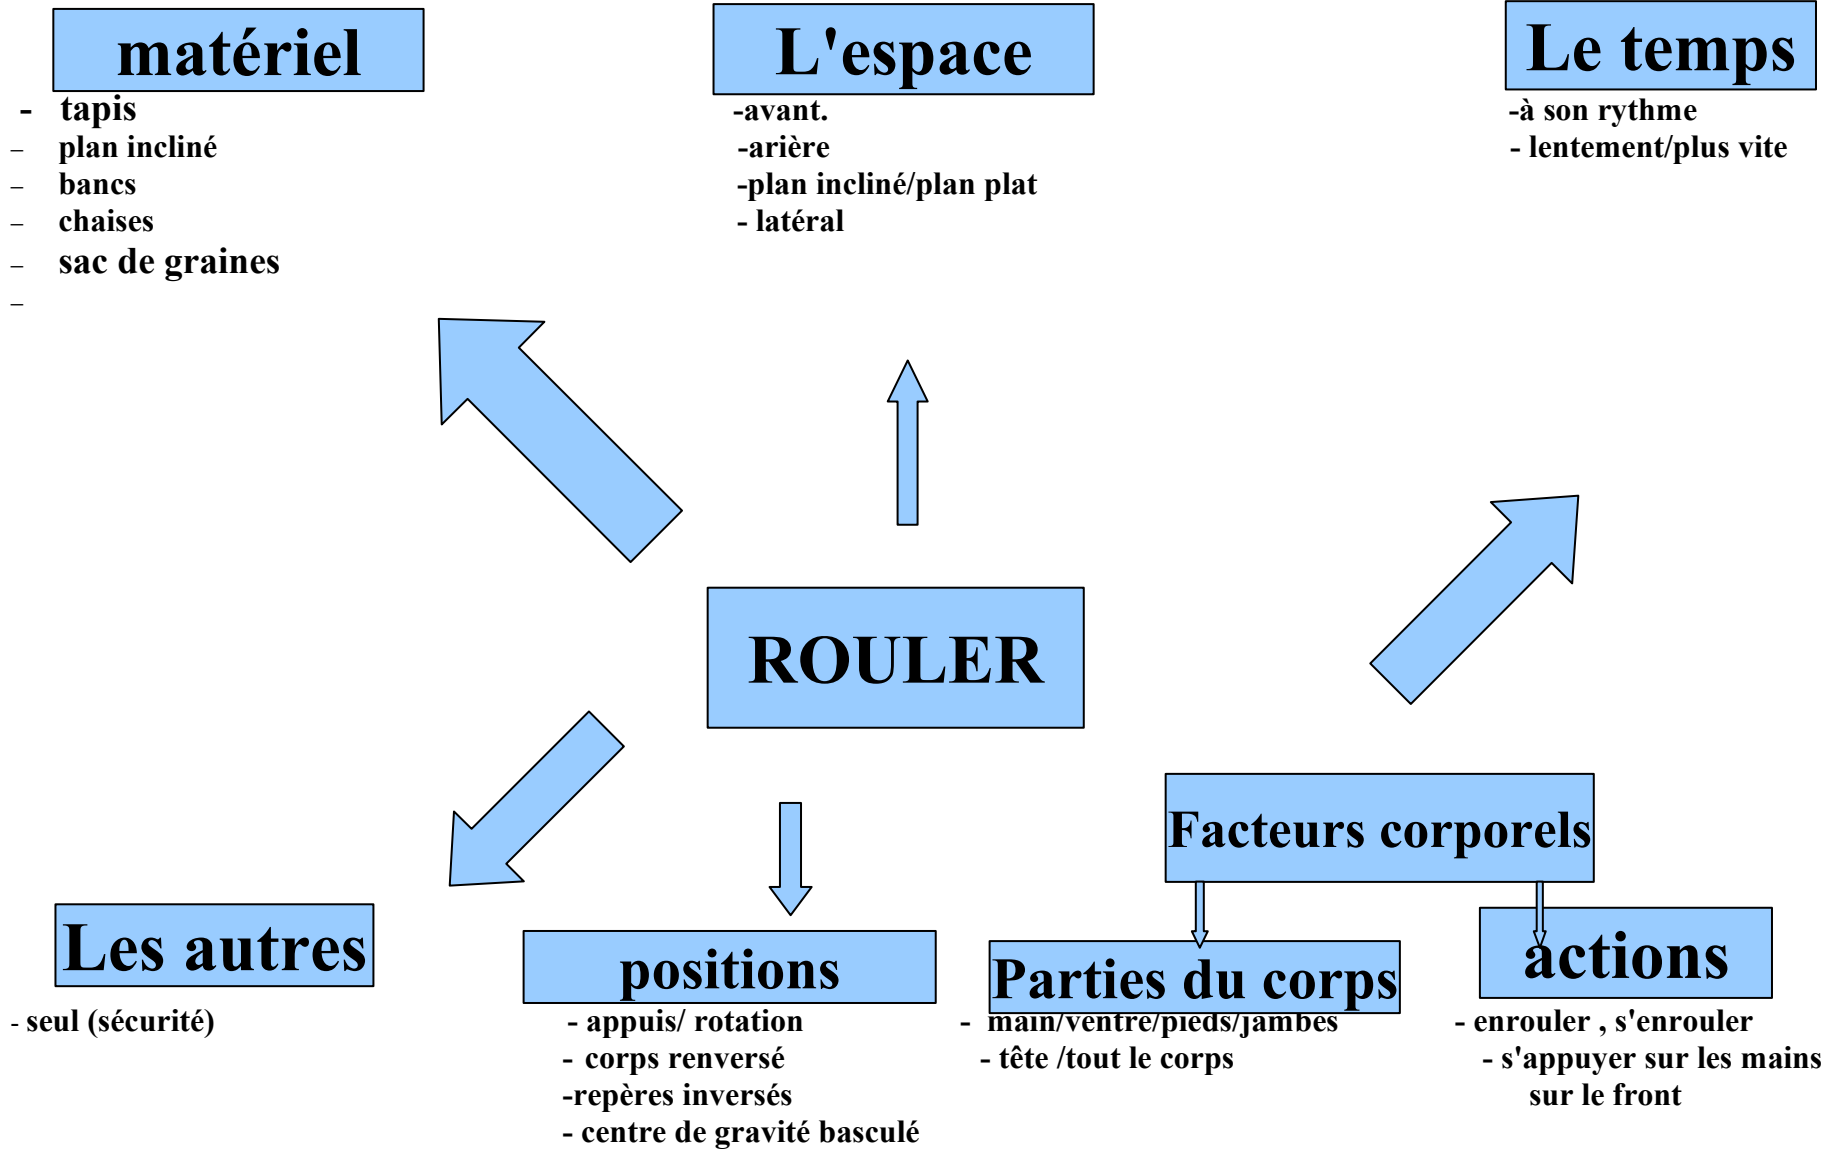 matériel
- tapis
– plan incliné
– bancs
– chaises
– sac de graines
–
L'espace
-avant.
-arière
-plan incliné/plan plat
- latéral
Le temps
-à son rythme
- lentement/plus vite
ROULER
Les autres
- seul (sécurité)
positions
- appuis/ rotation
- corps renversé
-repères inversés
- centre de gravité basculé
Facteurs corporels
Parties du corps
- main/ventre/pieds/jambes
- tête /tout le corps
actions
- enrouler , s'enrouler
- s'appuyer sur les mains
sur le front